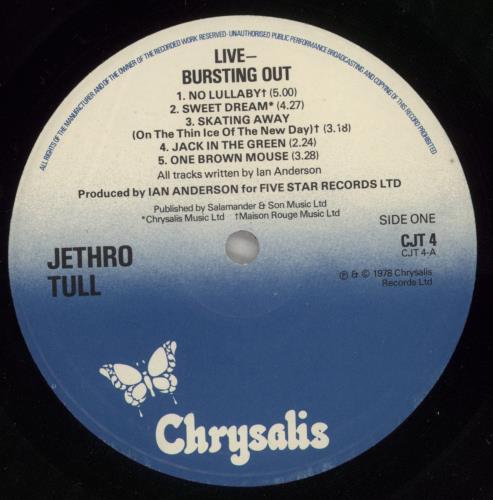 ALL RIGHTS OF THE MANUFACTURER AND OF THE OWNER OF THE RECORDED WORK RESERVED · UNAUTHORISED PUBLIC PERFORMANCE BROADCASTING AND COPYING OF THIS RECORD PROHIBITED
LIVE–
BURSTING OUT
1. NO LULLABY† (5.00)
2. SWEET DREAM* (4.27)
3. SKATING AWAY
(On The Thin Ice Of The New Day)† (3.18)
4. JACK IN THE GREEN (2.24)
5. ONE BROWN MOUSE (3.28)
All tracks written by Ian Anderson
Produced by IAN ANDERSON for FIVE STAR RECORDS LTD
Published by Salamander & Son Music Ltd
*Chrysalis Music Ltd †Maison Rouge Music Ltd
SIDE ONE
CJT 4
CJT 4-A
JETHRO
TULL
℗ & © 1978 Chrysalis
Records Ltd
Chrysalis